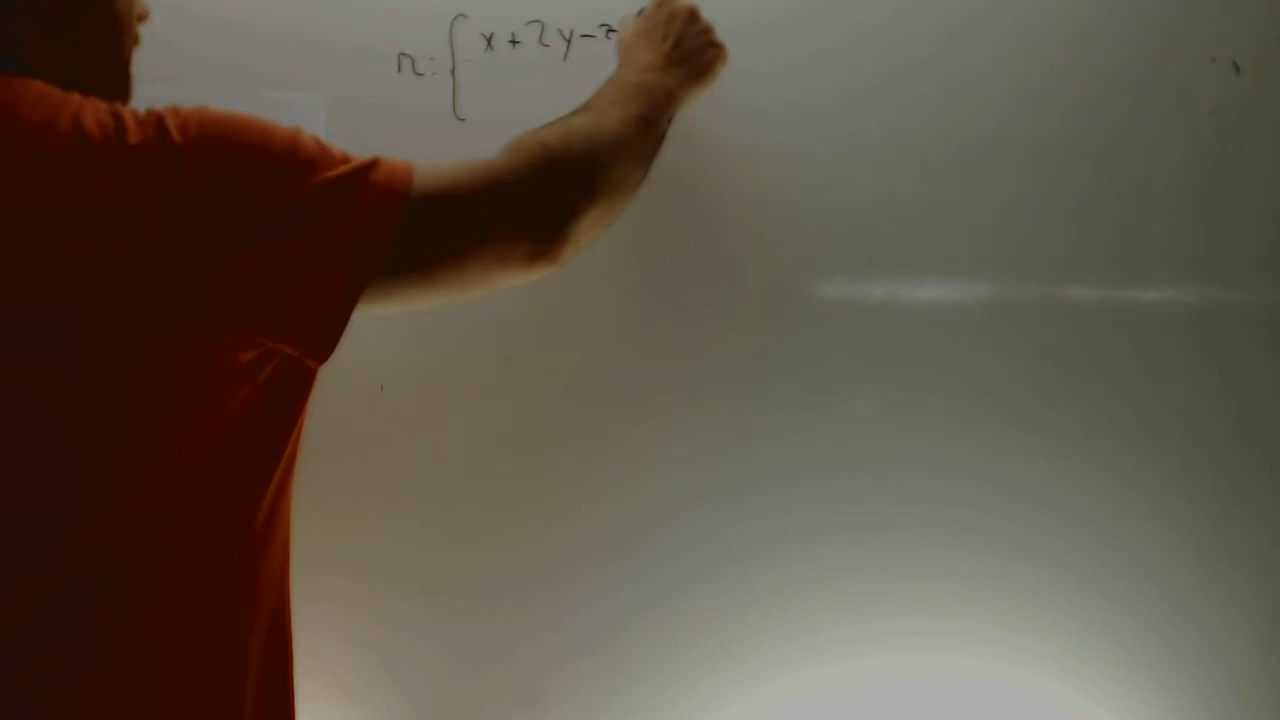 r: { x + 2y - z